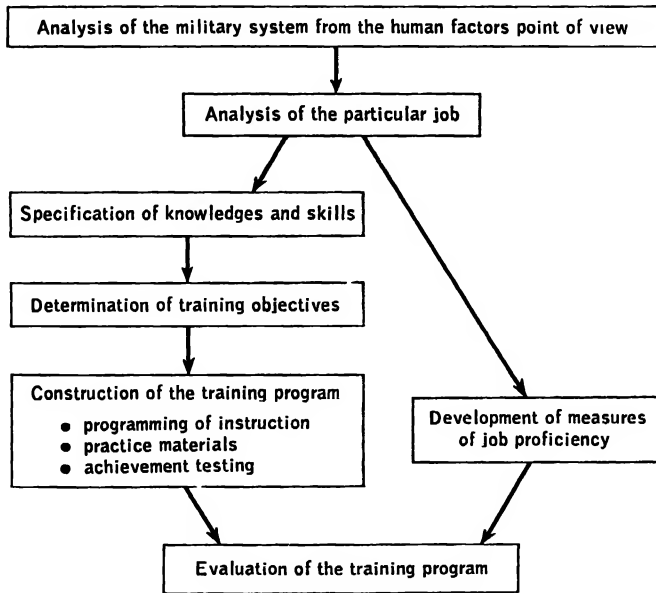 Analysis of the military system from the human factors point of view
Analysis of the particular job
Specification of knowledges and skills
Determination of training objectives
Construction of the training program
• programming of instruction
• practice materials
• achievement testing
Development of measures
of job proficiency
Evaluation of the training program